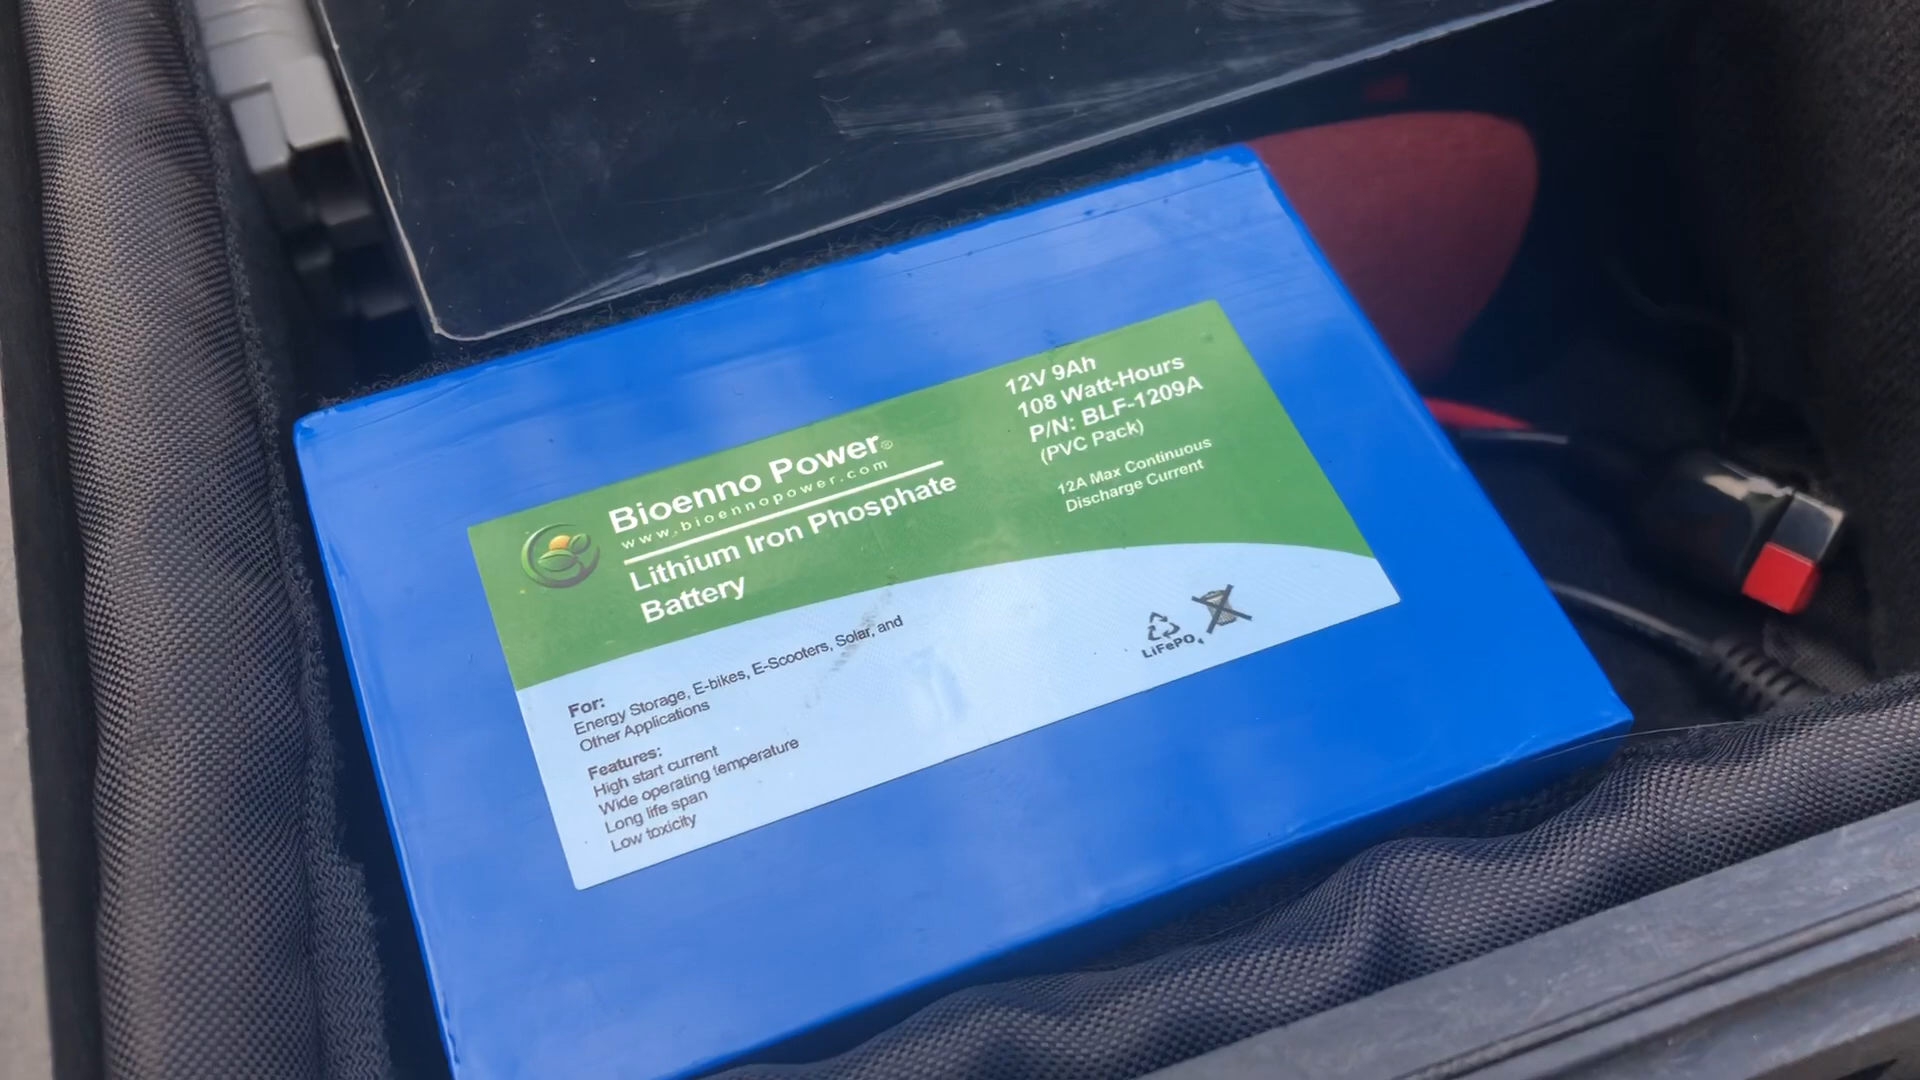 Bioenno Power®
www.bioennopower.com
Lithium Iron Phosphate
Battery
12V 9Ah
108 Watt-Hours
P/N: BLF-1209A
(PVC Pack)
12A Max Continuous
Discharge Current
For:
Energy Storage, E-bikes, E-Scooters, Solar, and
Other Applications
Features:
High start current
Wide operating temperature
Long life span
Low toxicity
LiFePO₄